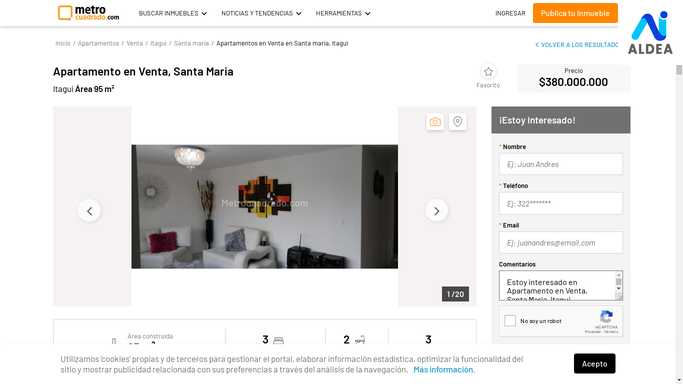 metro
cuadrado.com
BUSCAR INMUEBLES
NOTICIAS Y TENDENCIAS
HERRAMIENTAS
INGRESAR
Publica tu Inmueble
ALDEA
Inicio / Apartamentos / Venta / Itagui / Santa maria / Apartamentos en Venta en Santa maria, Itagui
VOLVER A LOS RESULTADO
Apartamento en Venta, Santa Maria
Itagui Área 95 m²
Favorito
Precio
$380.000.000
Metrocuadrado.com
1 / 20
¡Estoy Interesado!
* Nombre
Ej: Juan Andres
* Teléfono
Ej: 322*******
* Email
Ej: juanandres@email.com
Comentarios
Estoy interesado en
Apartamento en Venta,
Santa Maria, Itagui
No soy un robot
reCAPTCHA
Privacidad - Términos
Área construida
3
2
3
Utilizamos 'cookies' propias y de terceros para gestionar el portal, elaborar información estadística, optimizar la funcionalidad del
sitio y mostrar publicidad relacionada con sus preferencias a través del análisis de la navegación. Más información.
Acepto